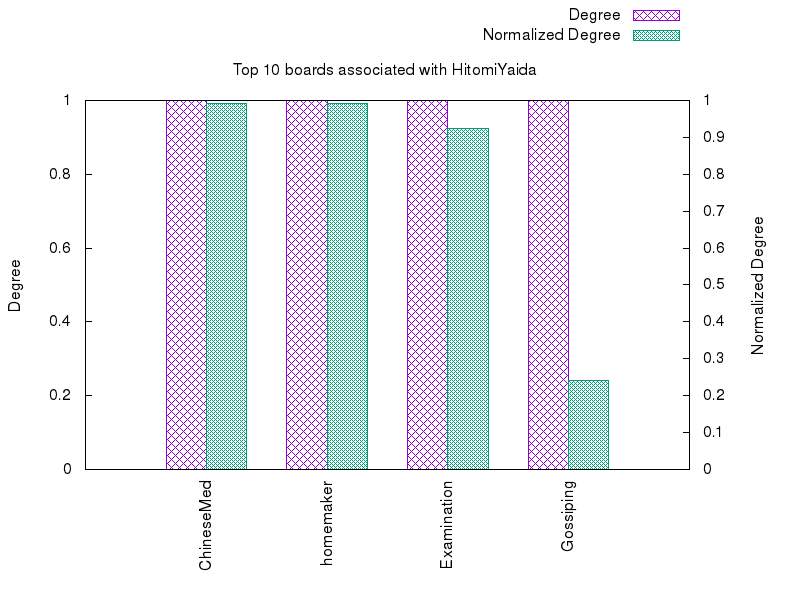 Degree
Normalized Degree
Top 10 boards associated with HitomiYaida
1
0.8
0.6
0.4
0.2
0
1
0.9
0.8
0.7
0.6
0.5
0.4
0.3
0.2
0.1
0
Degree
Normalized Degree
ChineseMed
homemaker
Examination
Gossiping